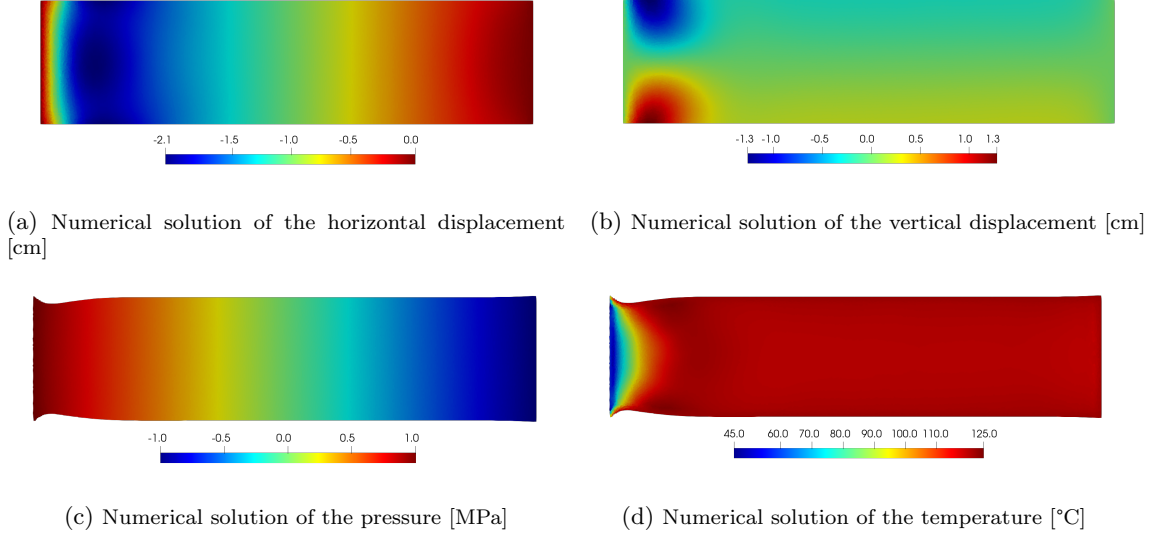 -2.1 -1.5 -1.0 -0.5 0.0
-1.3 -1.0 -0.5 0.0 0.5 1.0 1.3
(a) Numerical solution of the horizontal displacement
[cm]
(b) Numerical solution of the vertical displacement [cm]
-1.0 -0.5 0.0 0.5 1.0
45.0 60.0 70.0 80.0 90.0 100.0 110.0 125.0
(c) Numerical solution of the pressure [MPa]
(d) Numerical solution of the temperature [°C]